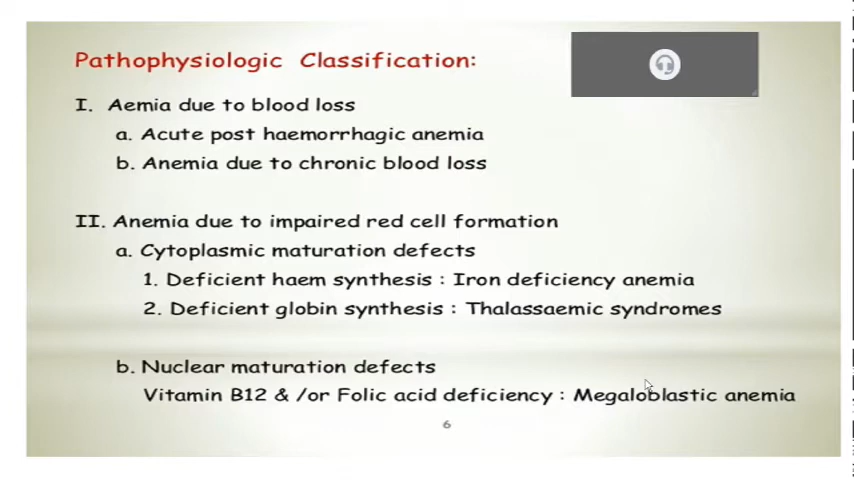 Pathophysiologic Classification:
I. Aemia due to blood loss
a. Acute post haemorrhagic anemia
b. Anemia due to chronic blood loss
II. Anemia due to impaired red cell formation
a. Cytoplasmic maturation defects
1. Deficient haem synthesis : Iron deficiency anemia
2. Deficient globin synthesis : Thalassaemic syndromes
b. Nuclear maturation defects
Vitamin B12 & /or Folic acid deficiency : Megaloblastic anemia
6